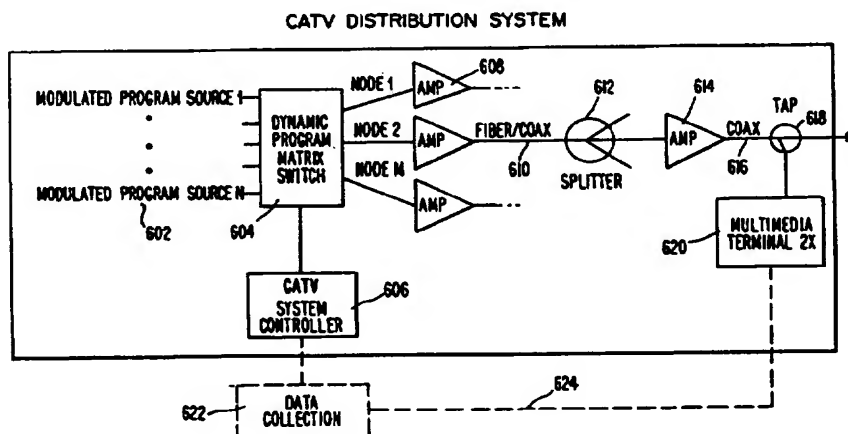 CATV DISTRIBUTION SYSTEM
MODULATED PROGRAM SOURCE 1
MODULATED PROGRAM SOURCE N
602
DYNAMIC
PROGRAM
MATRIX
SWITCH
604
NODE 1
NODE 2
NODE M
AMP
608
AMP
AMP
FIBER/COAX
610
612
SPLITTER
614
AMP
COAX
616
TAP
618
620
MULTIMEDIA
TERMINAL 2X
CATV
SYSTEM
CONTROLLER
606
622
DATA
COLLECTION
624